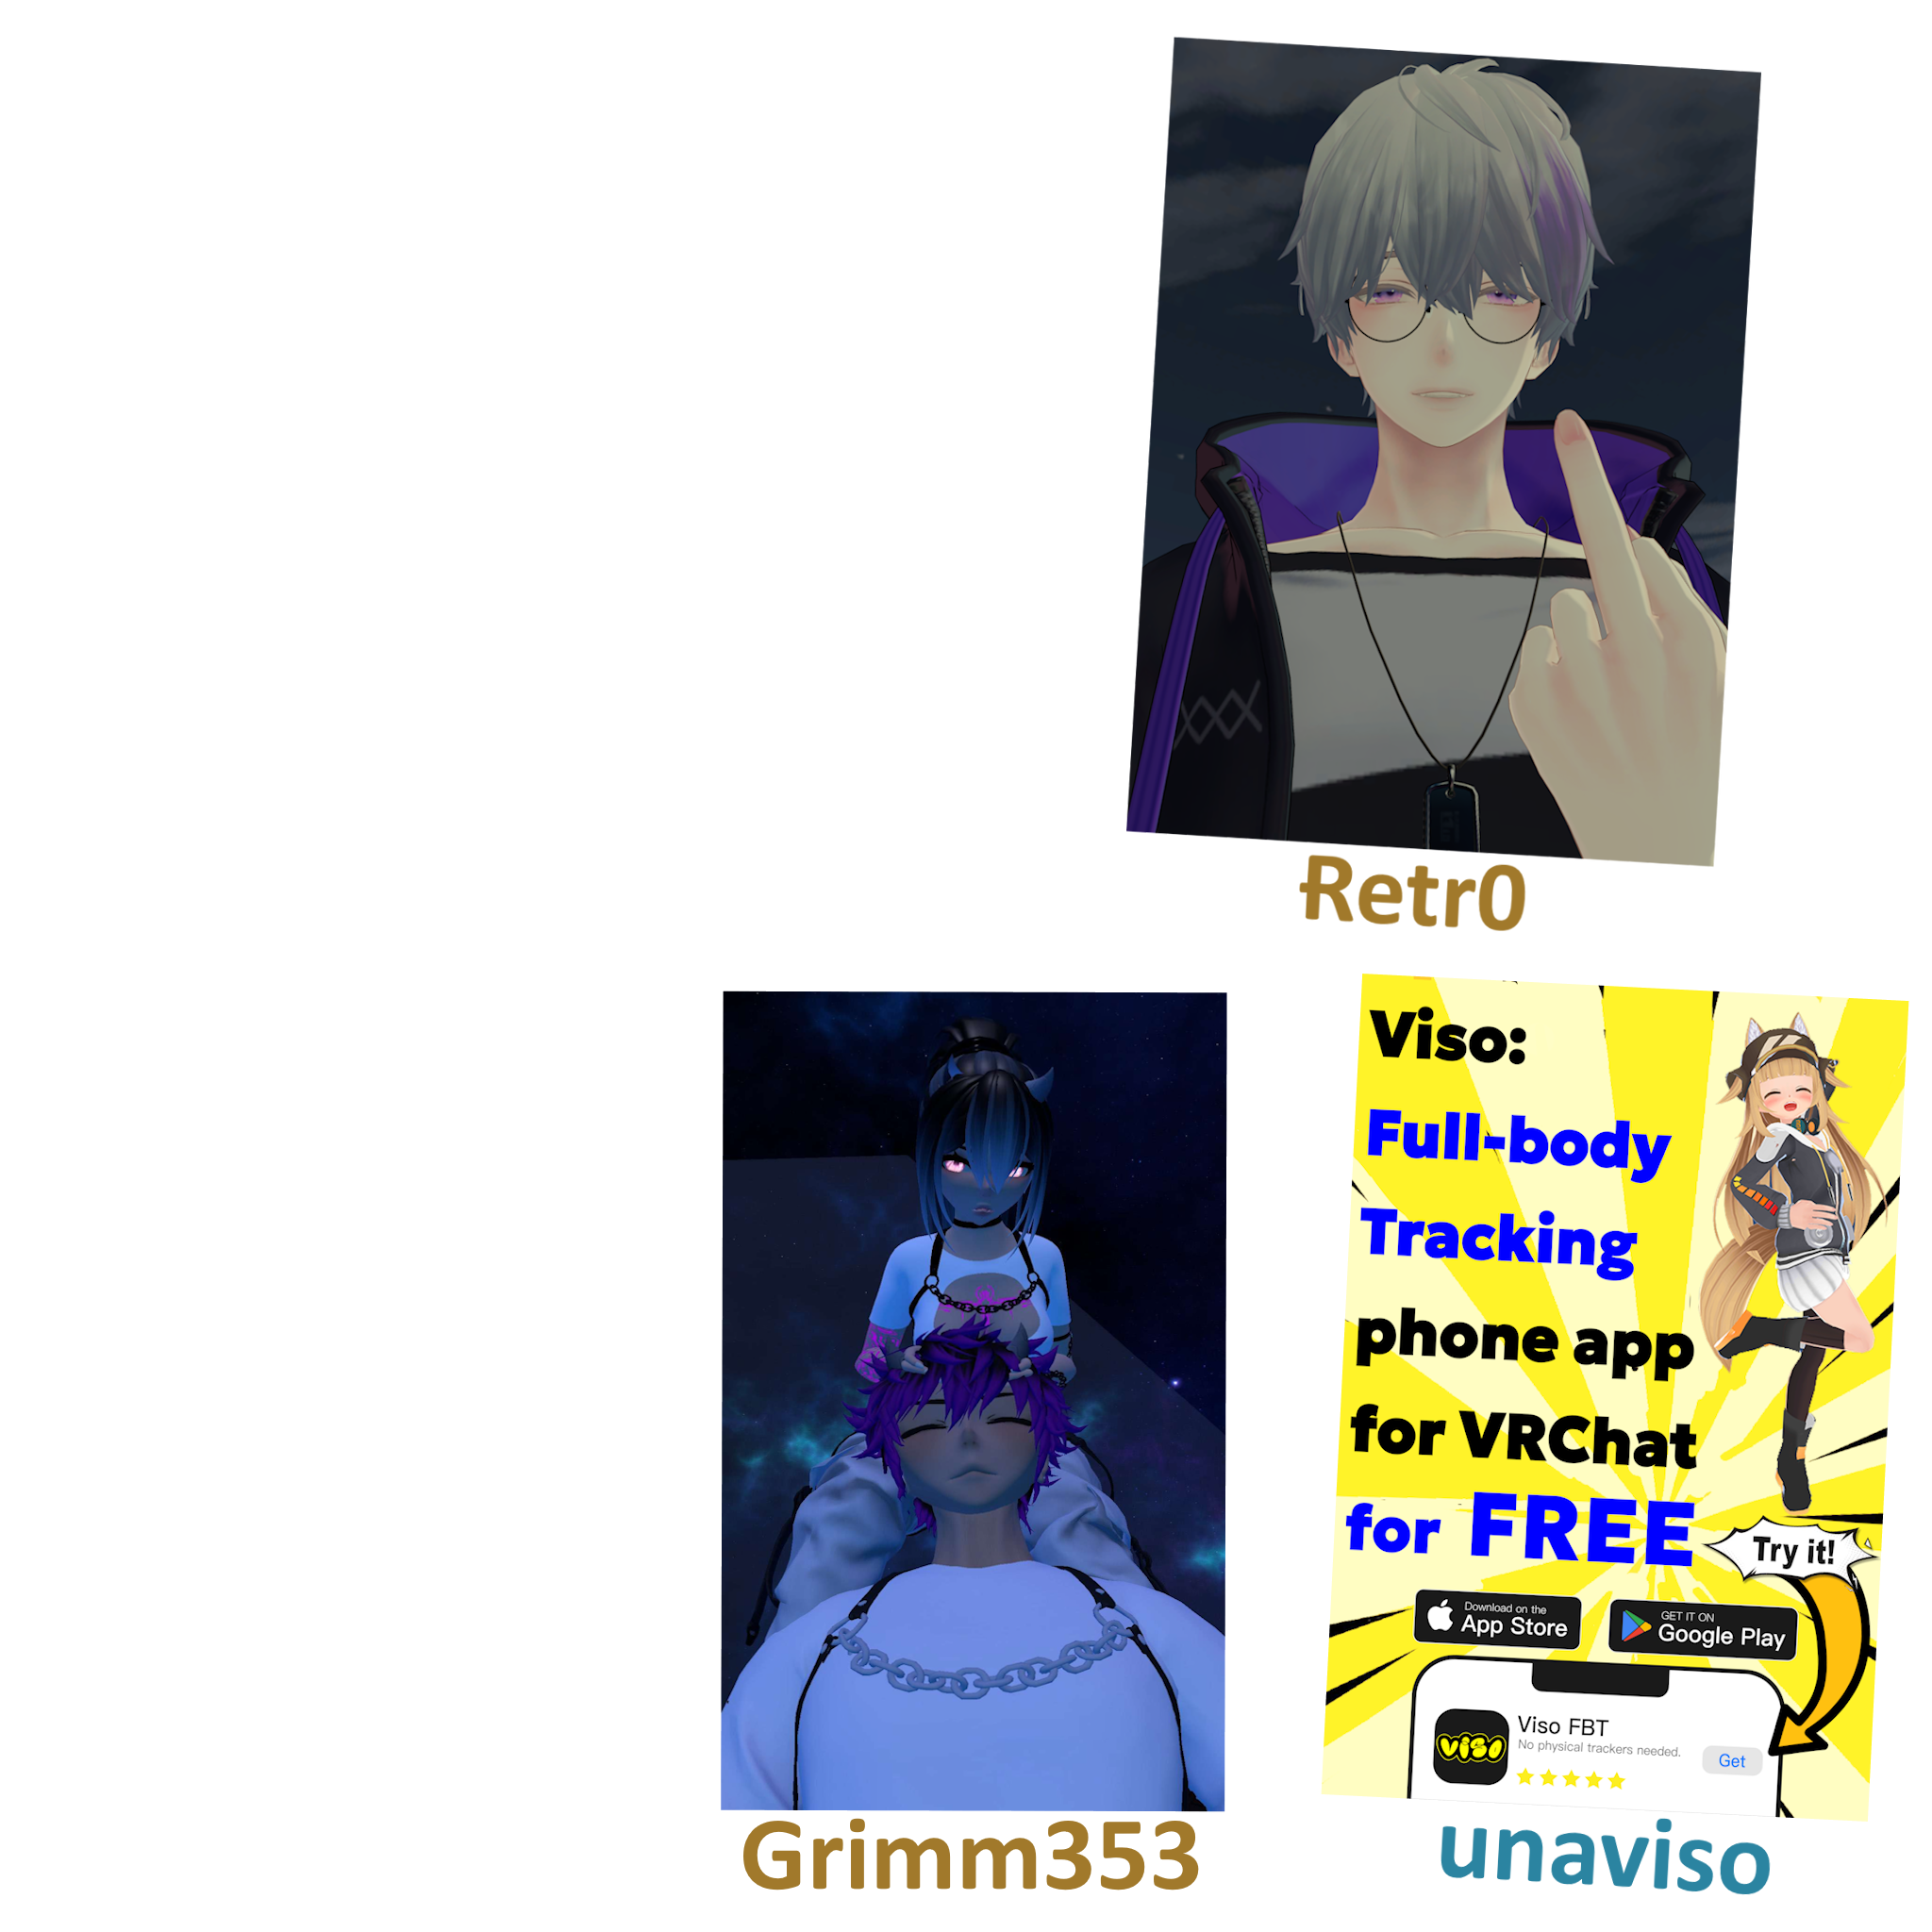 Retr0
Grimm353
Viso:
Full-body
Tracking
phone app
for VRChat
for FREE
Try it!
Download on the
App Store
GET IT ON
Google Play
viso
Viso FBT
No physical trackers needed.
Get
unaviso